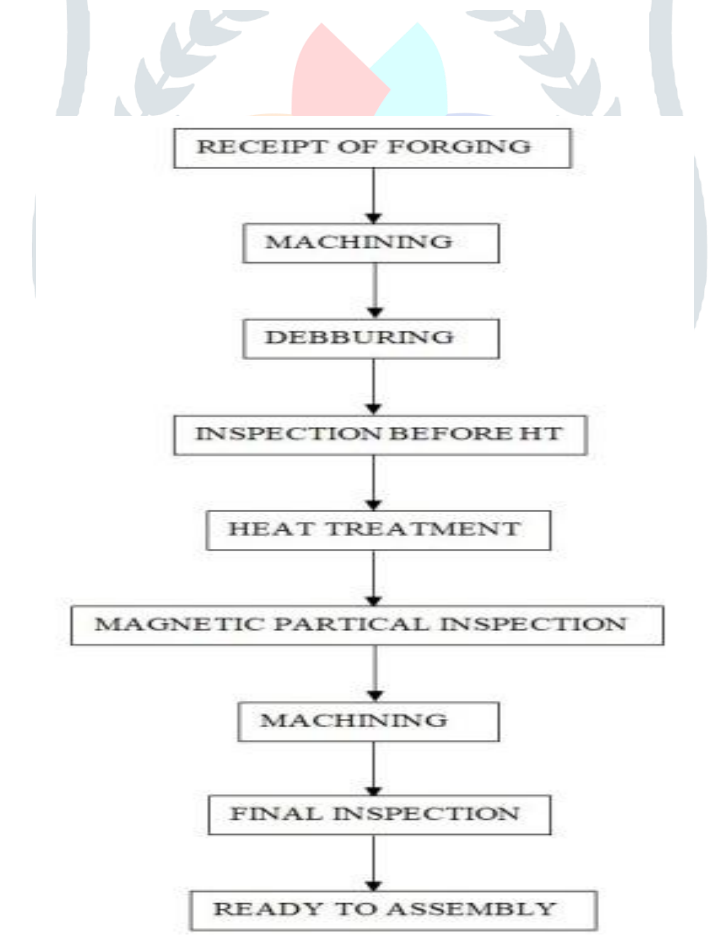 RECEIPT OF FORGING
MACHINING
DEBBURING
INSPECTION BEFORE HT
HEAT TREATMENT
MAGNETIC PARTICAL INSPECTION
MACHINING
FINAL INSPECTION
READY TO ASSEMBLY